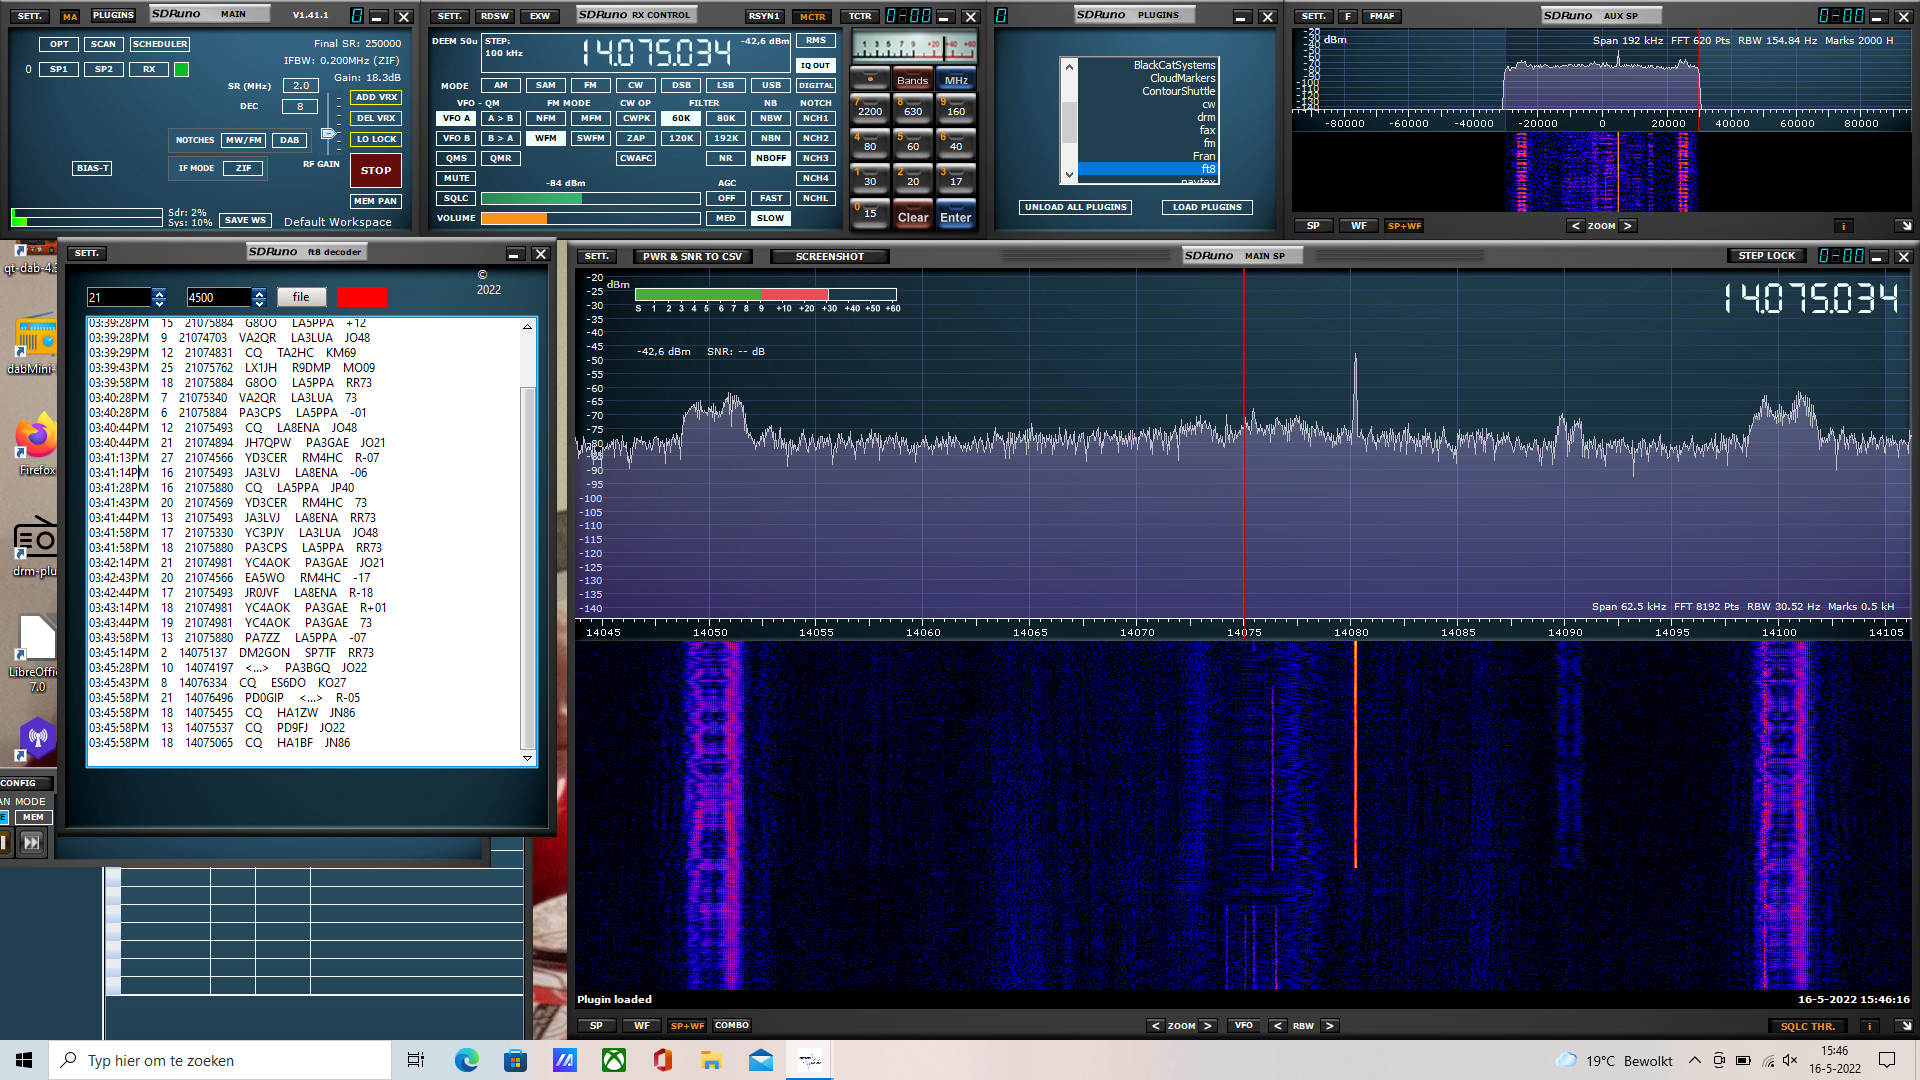 SETT. MA PLUGINS SDRuno MAIN V1.41.1
OPT SCAN SCHEDULER
0 SP1 SP2 RX
Final SR: 250000
IFBW: 0.200MHz (ZIF)
Gain: 18.3dB
SR (MHz) 2.0
DEC 8
ADD VRX
DEL VRX
LO LOCK
NOTCHES MW/FM DAB
IF MODE ZIF
RF GAIN
BIAS-T
STOP
MEM PAN
Sdr: 2%
Sys: 10%
SAVE WS
Default Workspace
SETT. RDSW EXW SDRuno RX CONTROL RSYN1 MCTR TCTR 0-00
DEEM 50u STEP:
100 kHz
14.075.034
-42,6 dBm RMS
IQ OUT
MODE AM SAM FM CW DSB LSB USB DIGITAL
VFO - QM FM MODE CW OP FILTER NB NOTCH
VFO A A > B NFM MFM CWPK 60K 80K NBW NCH1
VFO B B > A WFM SWFM ZAP 120K 192K NBN NCH2
QMS QMR CWAFC NR NBOFF NCH3
MUTE -84 dBm AGC NCH4
SQLC OFF FAST NCHL
VOLUME MED SLOW
1 3 5 7 9 +20 +40 +60
Bands MHz
7 2200 8 630 9 160
4 80 5 60 6 40
1 30 2 20 3 17
0 15 Clear Enter
SDRuno PLUGINS
BlackCatSystems
CloudMarkers
ContourShuttle
cw
drm
fax
fm
Fran
ft8
navtex
UNLOAD ALL PLUGINS LOAD PLUGINS
SETT. F FMAF SDRuno AUX SP 0-00
dBm
Span 192 kHz FFT 620 Pts RBW 154.84 Hz Marks 2000 H
-80000 -60000 -40000 -20000 0 20000 40000 60000 80000
SP WF SP+WF < ZOOM > i
qt-dab-4.
dabMini-
Firefox
drm-plu
LibreOffic
7.0
SETT. SDRuno ft8 decoder
© 2022
21 4500 file
03:39:28PM 15 21075884 G8OO LA5PPA +12
03:39:28PM 9 21074703 VA2QR LA3LUA JO48
03:39:29PM 12 21074831 CQ TA2HC KM69
03:39:43PM 25 21075762 LX1JH R9DMP MO09
03:39:58PM 18 21075884 G8OO LA5PPA RR73
03:40:28PM 7 21075340 VA2QR LA3LUA 73
03:40:28PM 6 21075884 PA3CPS LA5PPA -01
03:40:44PM 12 21075493 CQ LA8ENA JO48
03:40:44PM 21 21074894 JH7QPW PA3GAE JO21
03:41:13PM 27 21074566 YD3CER RM4HC R-07
03:41:14PM 16 21075493 JA3LVJ LA8ENA -06
03:41:28PM 16 21075880 CQ LA5PPA JP40
03:41:43PM 20 21074569 YD3CER RM4HC 73
03:41:44PM 13 21075493 JA3LVJ LA8ENA RR73
03:41:58PM 17 21075330 YC3PJY LA3LUA JO48
03:41:58PM 18 21075880 PA3CPS LA5PPA RR73
03:42:14PM 21 21074981 YC4AOK PA3GAE JO21
03:42:43PM 20 21074566 EA5WO RM4HC -17
03:42:44PM 17 21075493 JR0JVF LA8ENA R-18
03:43:14PM 18 21074981 YC4AOK PA3GAE R+01
03:43:44PM 19 21074981 YC4AOK PA3GAE 73
03:43:58PM 13 21075880 PA7ZZ LA5PPA -07
03:45:14PM 2 14075137 DM2GON SP7TF RR73
03:45:28PM 10 14074197 <...> PA3BGQ JO22
03:45:43PM 8 14076334 CQ ES6DO KO27
03:45:58PM 21 14076496 PD0GIP <...> R-05
03:45:58PM 18 14075455 CQ HA1ZW JN86
03:45:58PM 13 14075537 CQ PD9FJ JO22
03:45:58PM 18 14075065 CQ HA1BF JN86
CONFIG
AN MODE
E MEM
SETT. PWR & SNR TO CSV SCREENSHOT SDRuno MAIN SP STEP LOCK 0-00
dBm
S 1 2 3 4 5 6 7 8 9 +10 +20 +30 +40 +50 +60
14.075.034
-42,6 dBm SNR: -- dB
-20
-25
-30
-35
-40
-45
-50
-55
-60
-65
-70
-75
-80
-85
-90
-95
-100
-105
-110
-115
-120
-125
-130
-135
-140
Span 62.5 kHz FFT 8192 Pts RBW 30.52 Hz Marks 0.5 kH
14045 14050 14055 14060 14065 14070 14075 14080 14085 14090 14095 14100 14105
Plugin loaded
16-5-2022 15:46:16
SP WF SP+WF COMBO < ZOOM > VFO < RBW > SQLC THR. i
Typ hier om te zoeken
19°C Bewolkt
15:46
16-5-2022